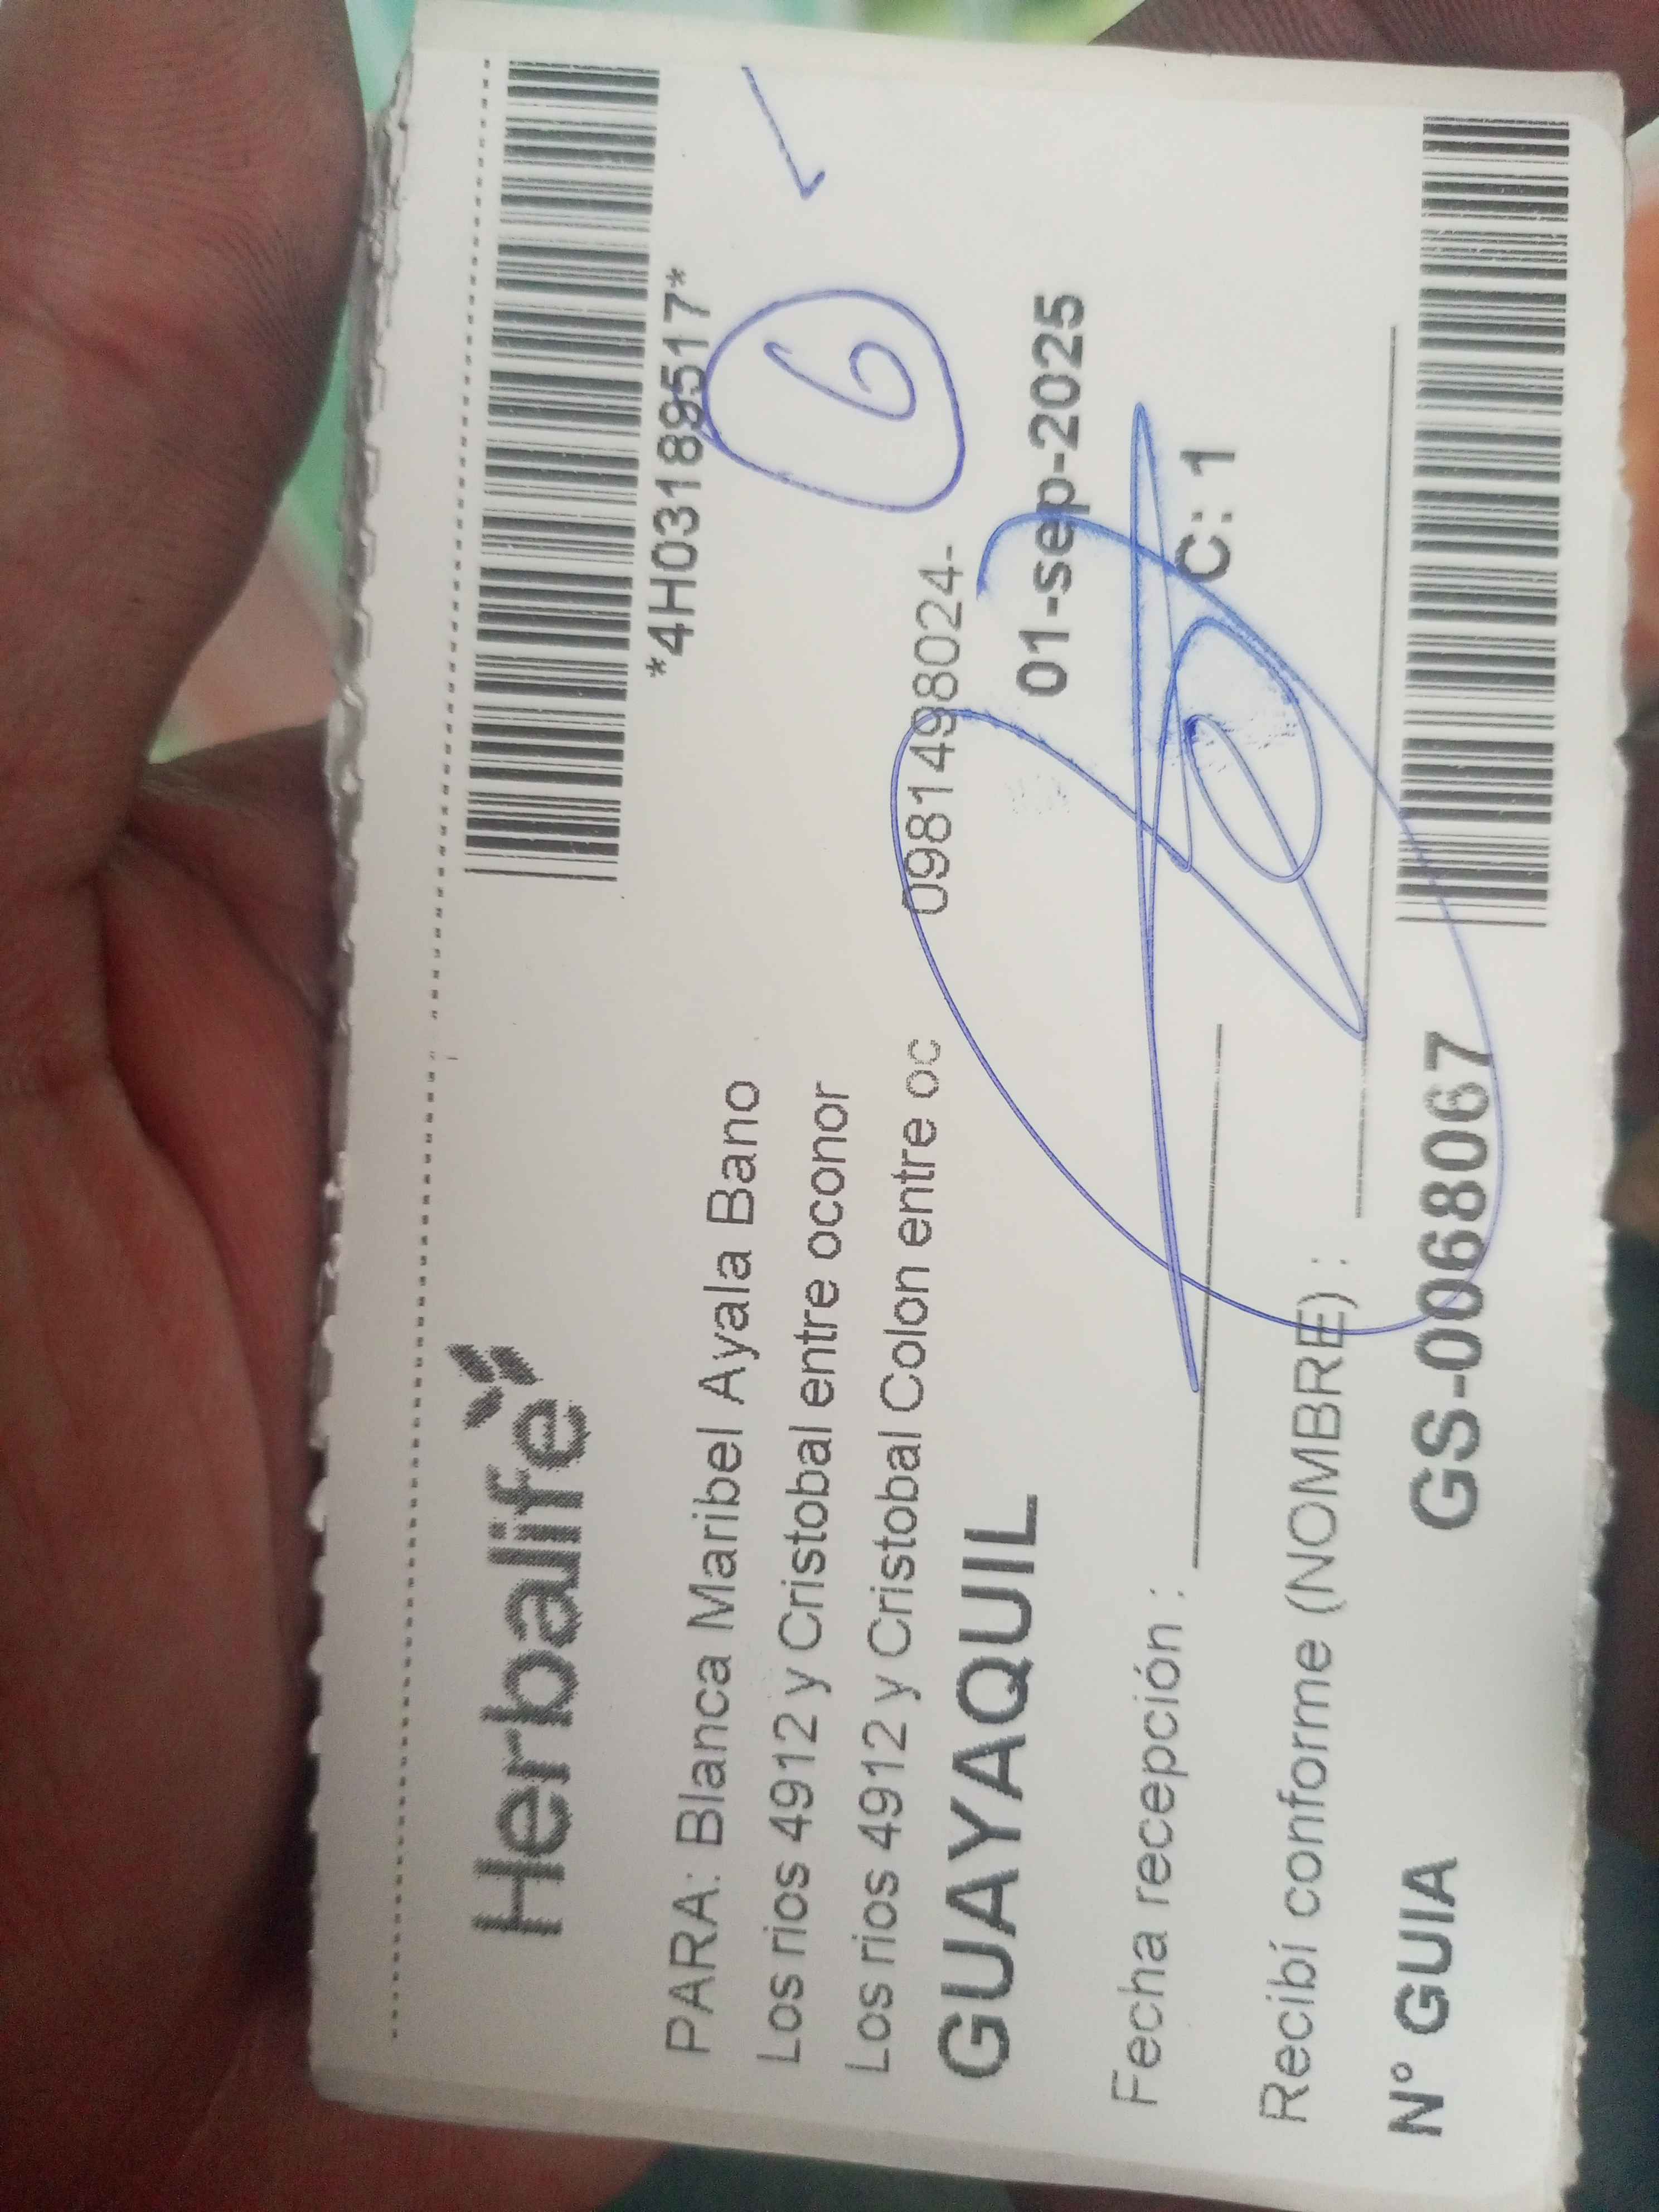 Herbalife
*4H03189517*
PARA: Blanca Maribel Ayala Bano
6
Los rios 4912 y Cristobal entre oconor
Los rios 4912 y Cristobal Colon entre oc 0981498024-
GUAYAQUIL 01-sep-2025
Fecha recepción : C: 1
Recibí conforme (NOMBRE) :
N° GUIA GS-0068067